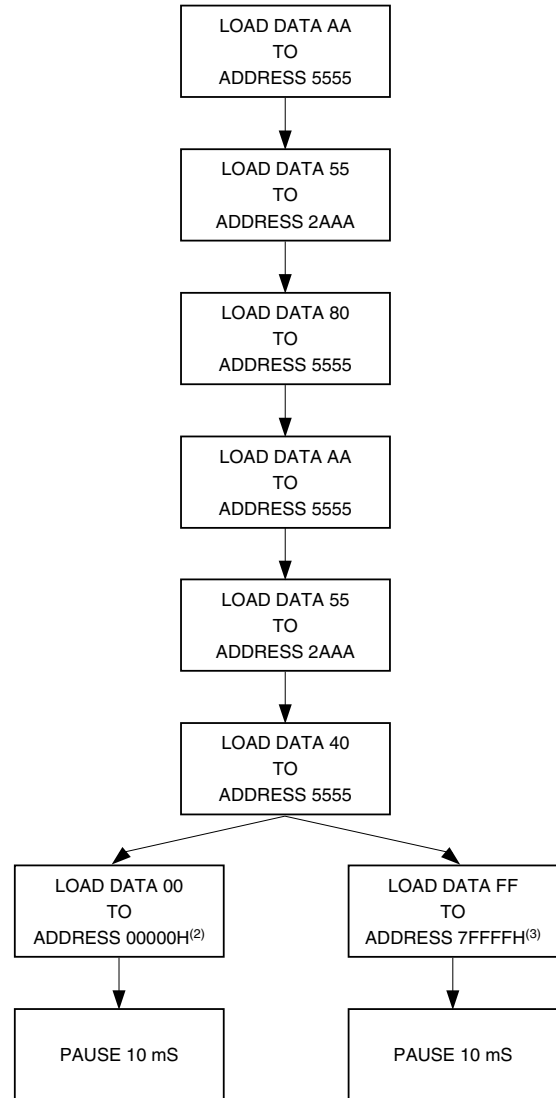 LOAD DATA AA
TO
ADDRESS 5555
LOAD DATA 55
TO
ADDRESS 2AAA
LOAD DATA 80
TO
ADDRESS 5555
LOAD DATA AA
TO
ADDRESS 5555
LOAD DATA 55
TO
ADDRESS 2AAA
LOAD DATA 40
TO
ADDRESS 5555
LOAD DATA 00
TO
ADDRESS 00000H(2)
PAUSE 10 mS
LOAD DATA FF
TO
ADDRESS 7FFFFH(3)
PAUSE 10 mS